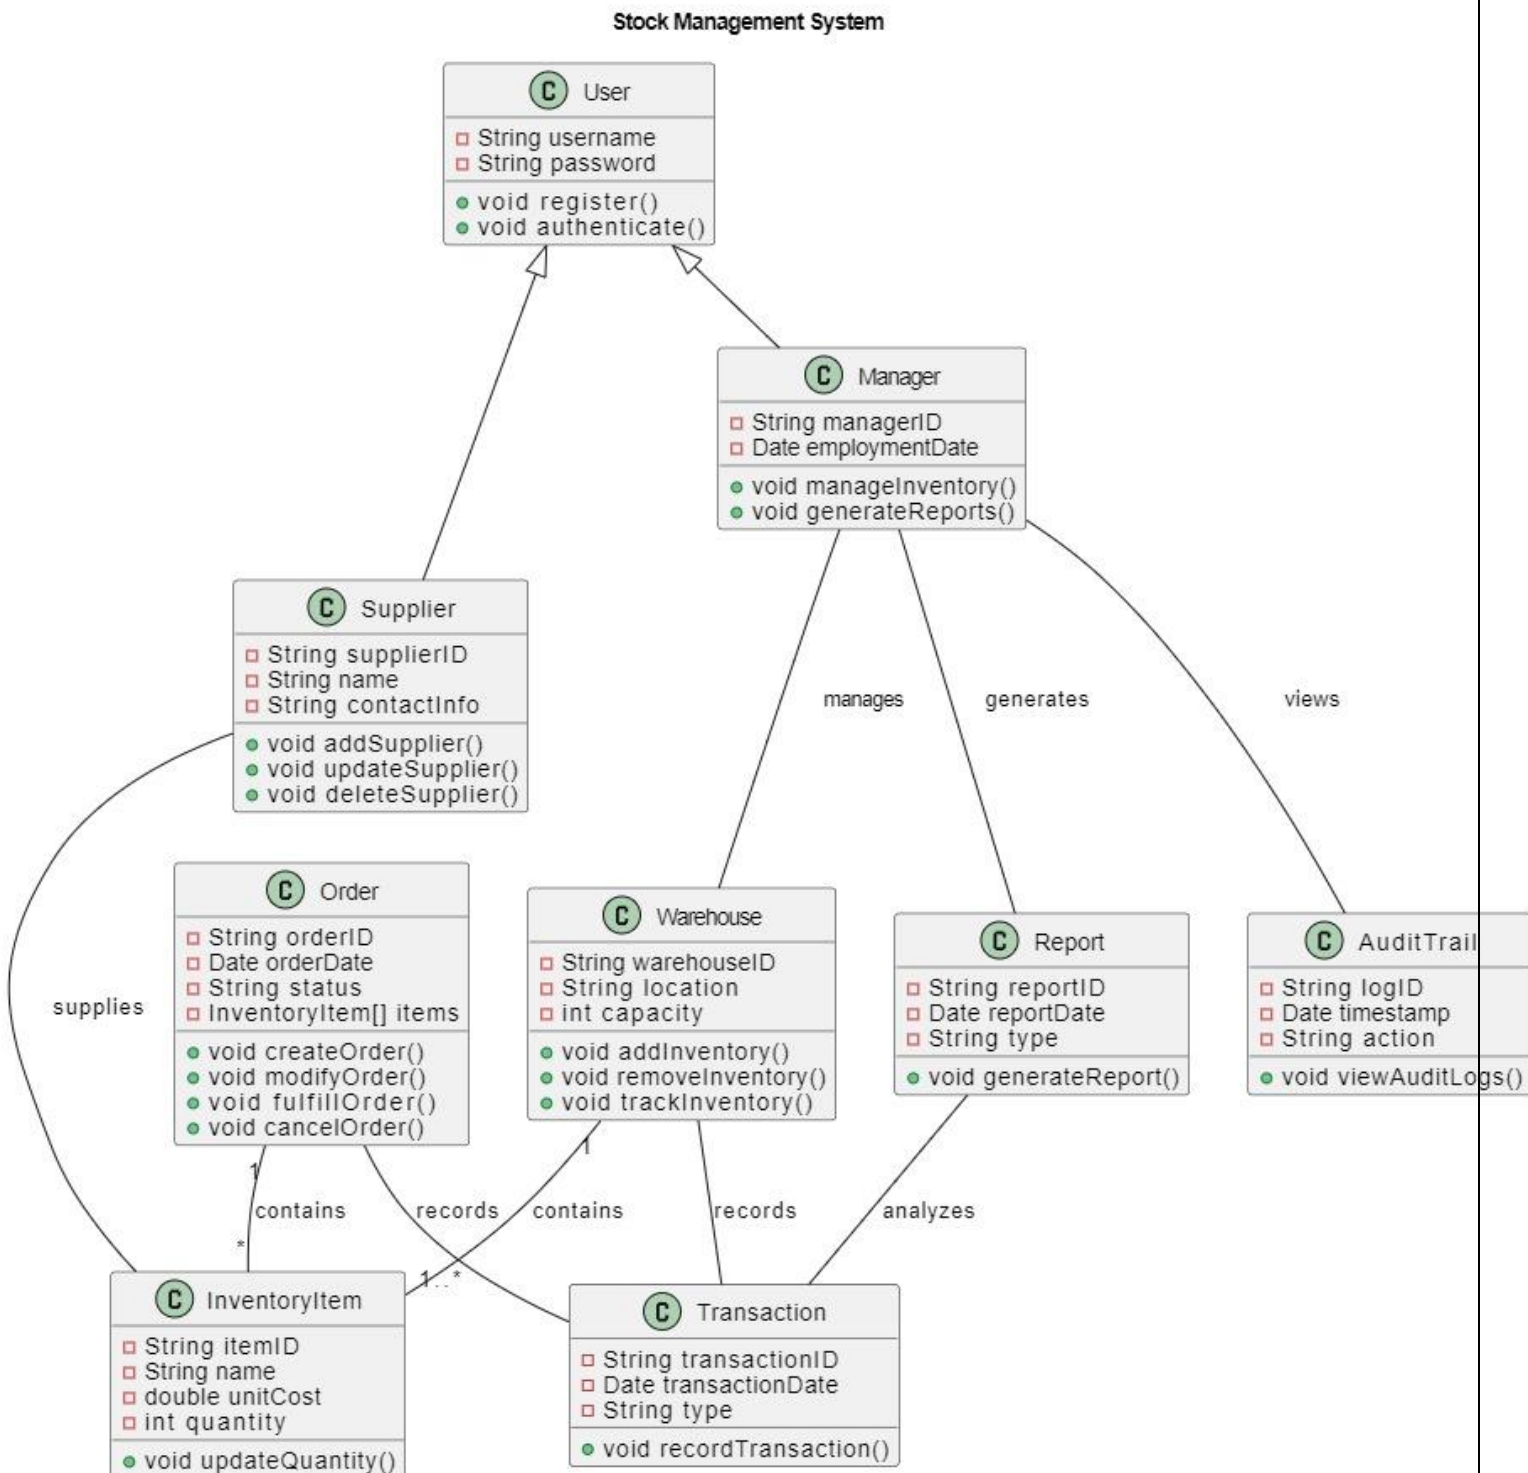 Stock Management System
C User
String username
String password
void register()
void authenticate()
C Manager
String managerID
Date employmentDate
void manageInventory()
void generateReports()
C Supplier
String supplierID
String name
String contactInfo
void addSupplier()
void updateSupplier()
void deleteSupplier()
manages
generates
views
C Order
String orderID
Date orderDate
String status
InventoryItem[] items
void createOrder()
void modifyOrder()
void fulfillOrder()
void cancelOrder()
C Warehouse
String warehouseID
String location
int capacity
void addInventory()
void removeInventory()
void trackInventory()
C Report
String reportID
Date reportDate
String type
void generateReport()
C AuditTrail
String logID
Date timestamp
String action
void viewAuditLogs()
supplies
1
1
contains
records
contains
records
analyzes
*
1..*
C InventoryItem
String itemID
String name
double unitCost
int quantity
void updateQuantity()
C Transaction
String transactionID
Date transactionDate
String type
void recordTransaction()